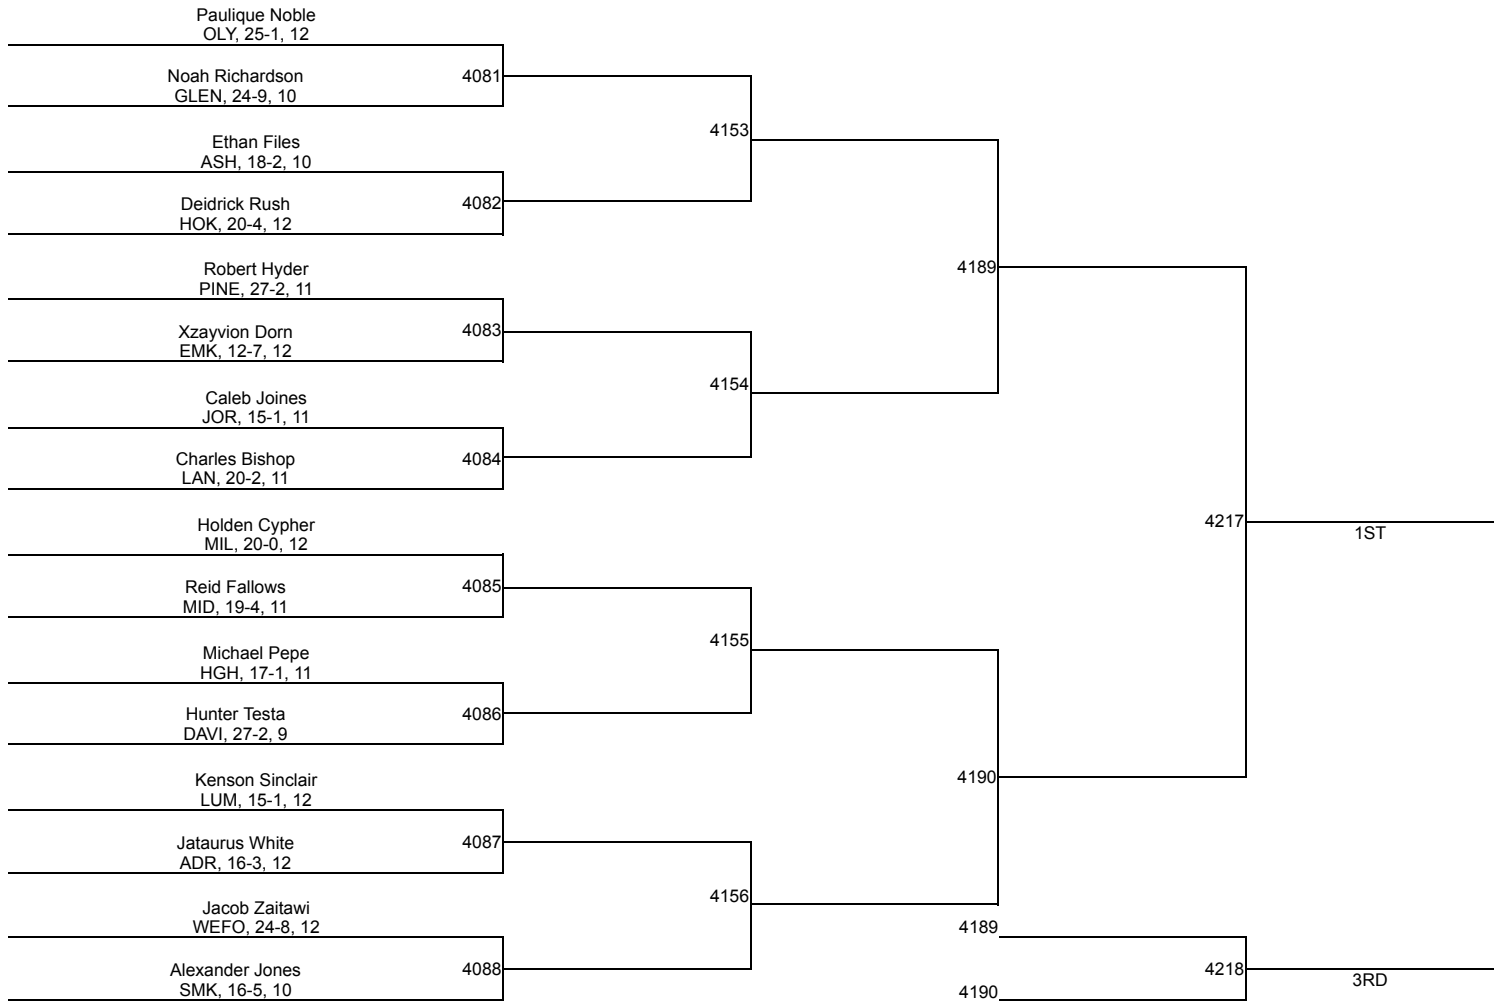 Paulique Noble
OLY, 25-1, 12
Noah Richardson
GLEN, 24-9, 10
4081
Ethan Files
ASH, 18-2, 10
Deidrick Rush
HOK, 20-4, 12
4082
4153
Robert Hyder
PINE, 27-2, 11
Xzayvion Dorn
EMK, 12-7, 12
4083
Caleb Joines
JOR, 15-1, 11
Charles Bishop
LAN, 20-2, 11
4084
4154
4189
Holden Cypher
MIL, 20-0, 12
Reid Fallows
MID, 19-4, 11
4085
Michael Pepe
HGH, 17-1, 11
Hunter Testa
DAVI, 27-2, 9
4086
4155
Kenson Sinclair
LUM, 15-1, 12
Jataurus White
ADR, 16-3, 12
4087
Jacob Zaitawi
WEFO, 24-8, 12
Alexander Jones
SMK, 16-5, 10
4088
4156
4190
4217
1ST
4189
4190
4218
3RD